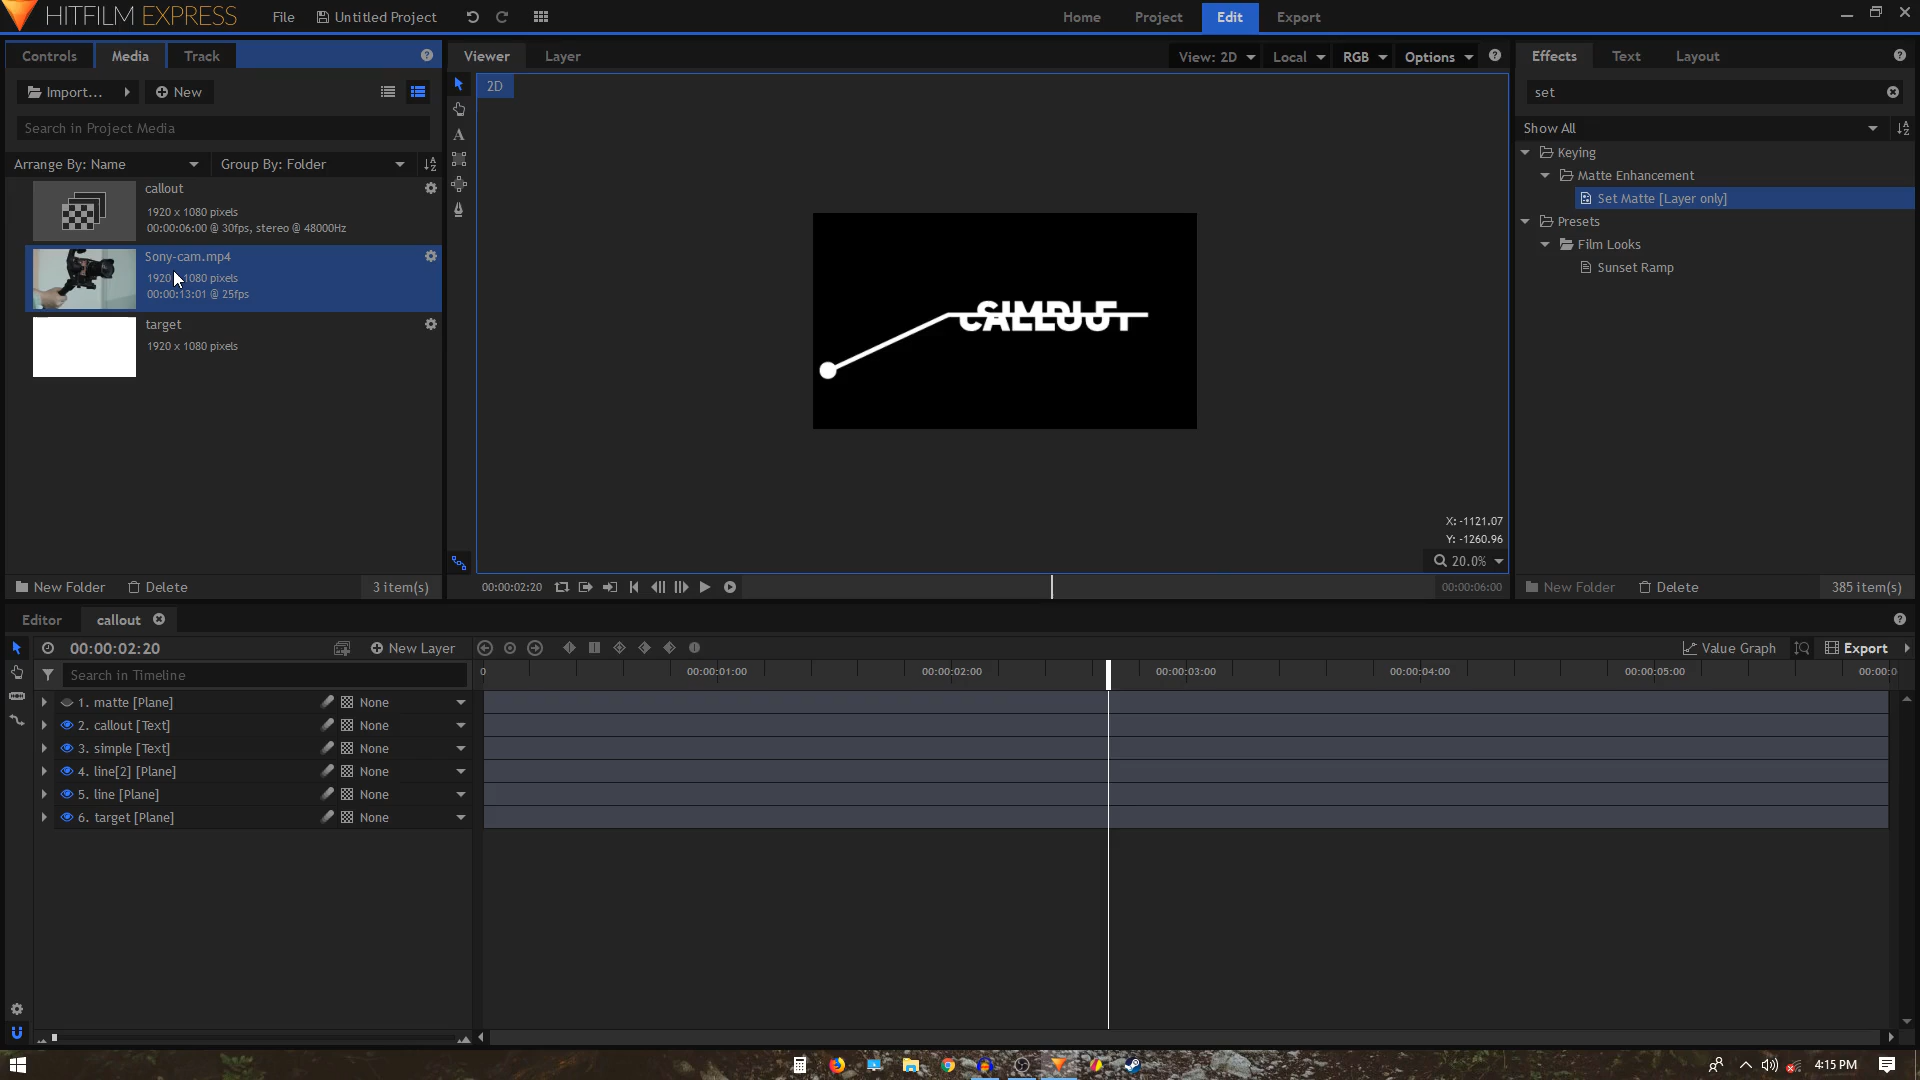 HITFILM EXPRESS
File
Untitled Project
Home
Project
Edit
Export
Controls
Media
Track
Import...
New
Search in Project Media
Arrange By: Name
Group By: Folder
callout
1920 x 1080 pixels
00:00:06:00 @ 30fps, stereo @ 48000Hz
Sony-cam.mp4
1920 x 1080 pixels
00:00:13:01 @ 25fps
target
1920 x 1080 pixels
New Folder
Delete
3 item(s)
Viewer
Layer
View: 2D
Local
RGB
Options
2D
SIMPLE
CALLOUT
X: -1121.07
Y: -1260.96
20.0%
00:00:02:20
00:00:06:00
Effects
Text
Layout
set
Show All
Keying
Matte Enhancement
Set Matte [Layer only]
Presets
Film Looks
Sunset Ramp
New Folder
Delete
385 item(s)
Editor
callout
00:00:02:20
New Layer
Value Graph
Export
Search in Timeline
0
00:00:01:00
00:00:02:00
00:00:03:00
00:00:04:00
00:00:05:00
00:00:0
1. matte [Plane]
None
2. callout [Text]
None
3. simple [Text]
None
4. line[2] [Plane]
None
5. line [Plane]
None
6. target [Plane]
None
4:15 PM